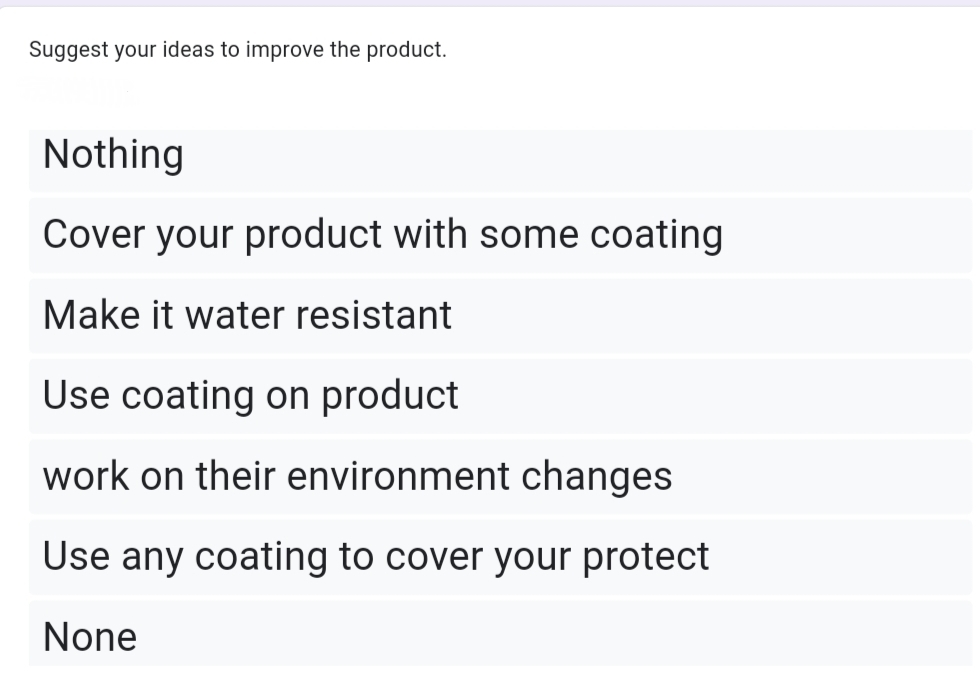 Suggest your ideas to improve the product.
Nothing
Cover your product with some coating
Make it water resistant
Use coating on product
work on their environment changes
Use any coating to cover your protect
None